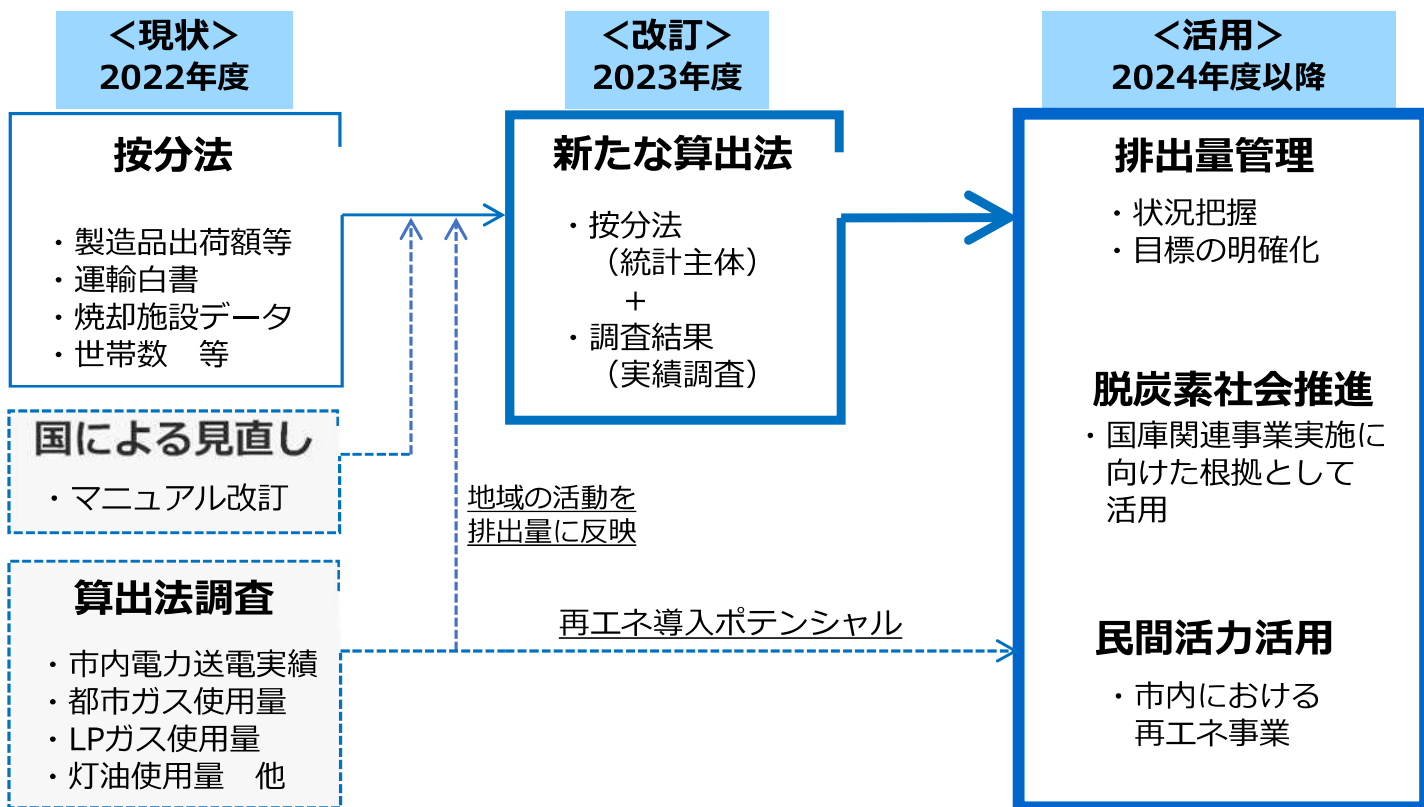 ＜現状＞
2022年度
按分法
・製造品出荷額等
・運輸白書
・焼却施設データ
・世帯数　等
国による見直し
・マニュアル改訂
算出法調査
・市内電力送電実績
・都市ガス使用量
・LPガス使用量
・灯油使用量　他
＜改訂＞
2023年度
新たな算出法
・按分法
（統計主体）
＋
・調査結果
（実績調査）
地域の活動を
排出量に反映
再エネ導入ポテンシャル
＜活用＞
2024年度以降
排出量管理
・状況把握
・目標の明確化
脱炭素社会推進
・国庫関連事業実施に
向けた根拠として
活用
民間活力活用
・市内における
再エネ事業